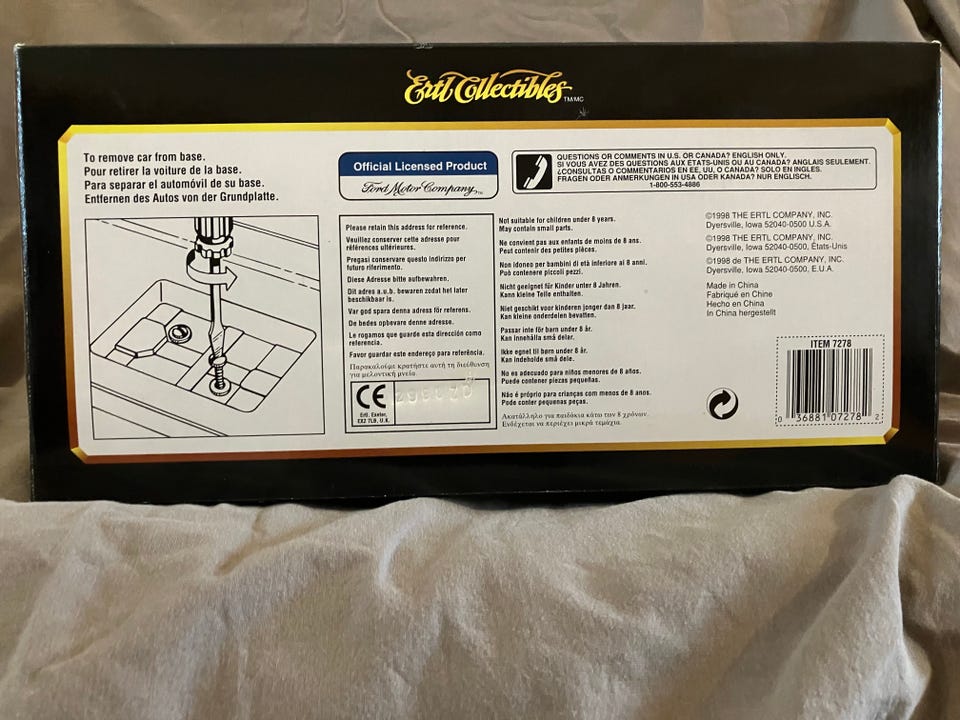 Ertl Collectibles TM/MC
To remove car from base.
Pour retirer la voiture de la base.
Para separar el automóvil de su base.
Entfernen des Autos von der Grundplatte.
Official Licensed Product
Ford Motor Company
QUESTIONS OR COMMENTS IN U.S. OR CANADA? ENGLISH ONLY.
SI VOUS AVEZ DES QUESTIONS AUX ETATS-UNIS OU AU CANADA? ANGLAIS SEULEMENT.
¿CONSULTAS O COMMENTARIOS EN EE, UU, O CANADA? SOLO EN INGLES.
FRAGEN ODER ANMERKUNGEN IN USA ODER KANADA? NUR ENGLISCH.
1-800-553-4886
Please retain this address for reference.
Veuillez conserver cette adresse pour
références ultérieures.
Pregasi conservare questo indirizzo per
futuro riferimento.
Diese Adresse bitte aufbewahren.
Dit adres a.u.b. bewaren zodat het later
beschikbaar is.
Var god spara denna adress för referens.
De bedes opbevare denne adresse.
Le rogamos que guarde esta dirección como
referencia.
Favor guardar este endereço para referência.
Παρακαλούμε κρατήστε αυτή τη διεύθυνση
για μελοντική μνεία.
CE
Ertl, Exeter,
EX2 7LB, U.K.
Not suitable for children under 8 years.
May contain small parts.
Ne convient pas aux enfants de moins de 8 ans.
Peut contenir des petites pièces.
Non idoneo per bambini di età inferiore ai 8 anni.
Può contenere piccoli pezzi.
Nicht geeignet für Kinder unter 8 Jahren.
Kann kleine Teile enthalten.
Niet geschikt voor kinderen jonger dan 8 jaar.
Kan kleine onderdelen bevatten.
Passar inte för barn under 8 år.
Kan innehålla små delar.
Ikke egnet til børn under 8 år.
Kan indeholde små dele.
No es adecuado para niños menores de 8 años.
Puede contener piezas pequeñas.
Não é próprio para crianças com menos de 8 anos.
Pode conter pequenas peças.
Ακατάλληλο για παιδάκια κάτω των 8 χρόνων.
Ενδέχεται να περιέχει μικρά τεμάχια.
©1998 THE ERTL COMPANY, INC.
Dyersville, Iowa 52040-0500 U.S.A.
©1998 THE ERTL COMPANY, INC.
Dyersville, Iowa 52040-0500, États-Unis
©1998 de THE ERTL COMPANY, INC.
Dyersville, Iowa 52040-0500, E.U.A.
Made in China
Fabriqué en Chine
Hecho en China
In China hergestellt
ITEM 7278
0 36881 07278 2